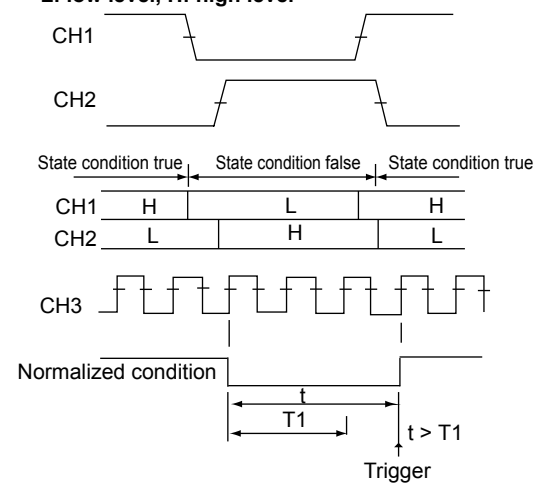 L: low level, H: high level
CH1
CH2
State condition true State condition false State condition true
CH1 H L H
CH2 L H L
CH3
Normalized condition
t
T1
t > T1
Trigger